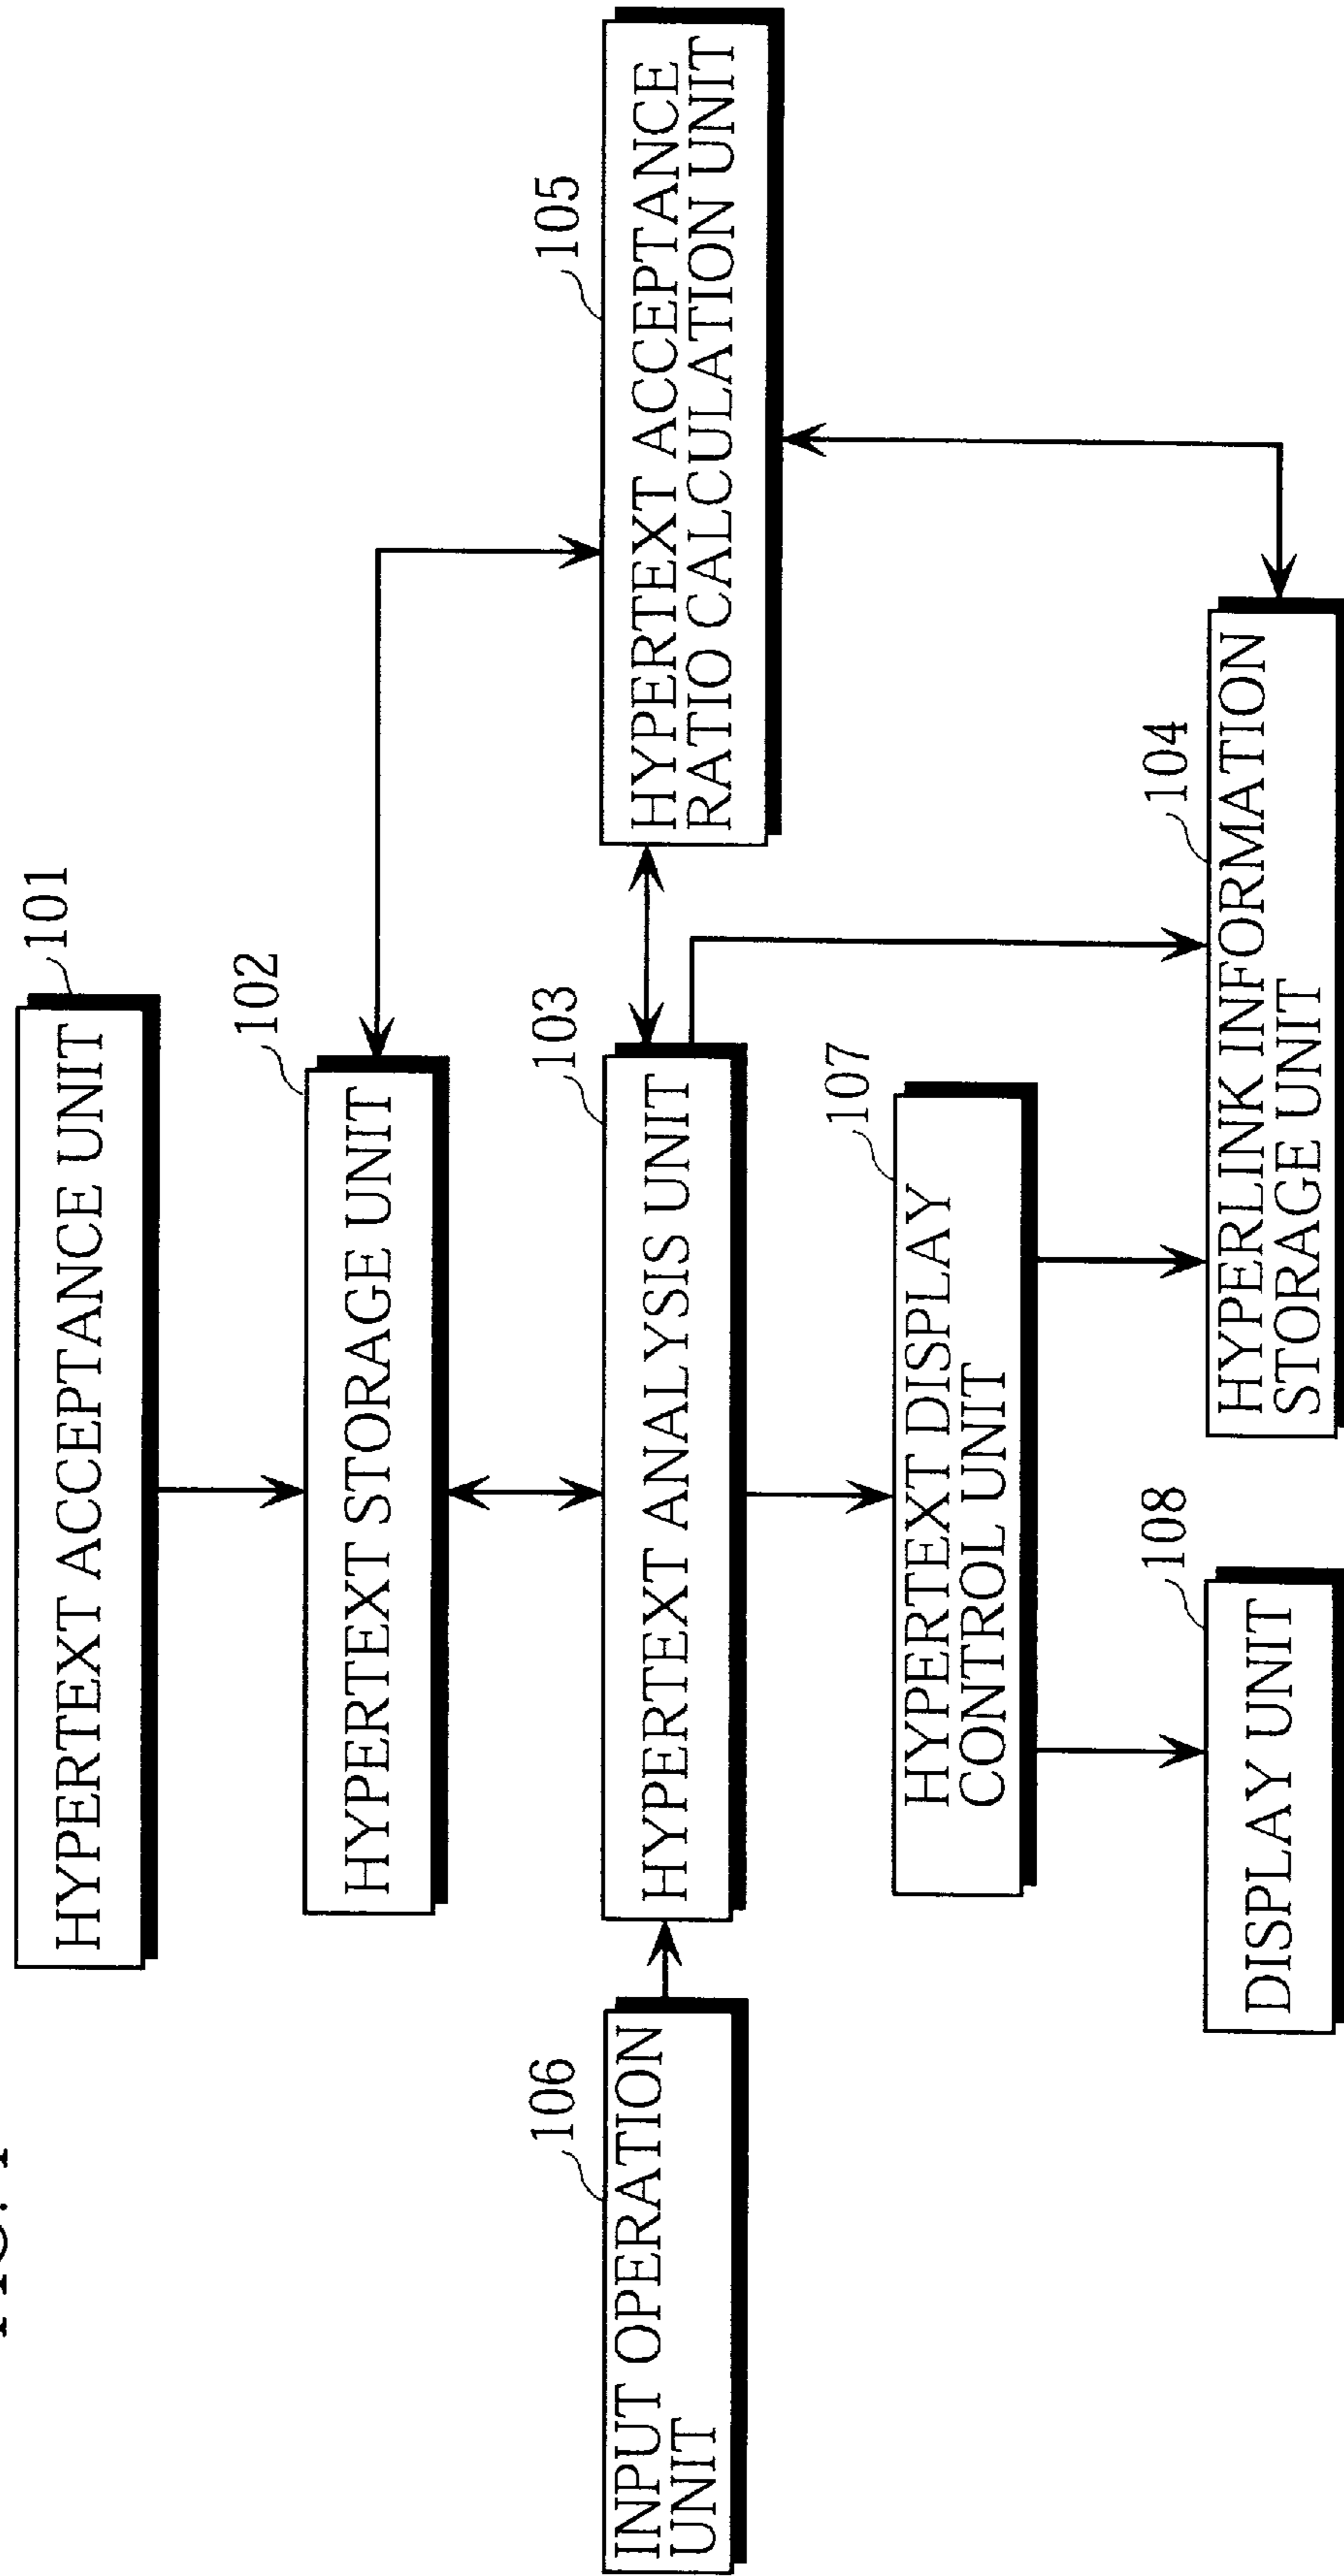 101
HYPERTEXT ACCEPTANCE UNIT
102
HYPERTEXT STORAGE UNIT
105
HYPERTEXT ACCEPTANCE
RATIO CALCULATION UNIT
103
HYPERTEXT ANALYSIS UNIT
106
INPUT OPERATION
UNIT
107
HYPERTEXT DISPLAY
CONTROL UNIT
104
HYPERLINK INFORMATION
STORAGE UNIT
108
DISPLAY UNIT